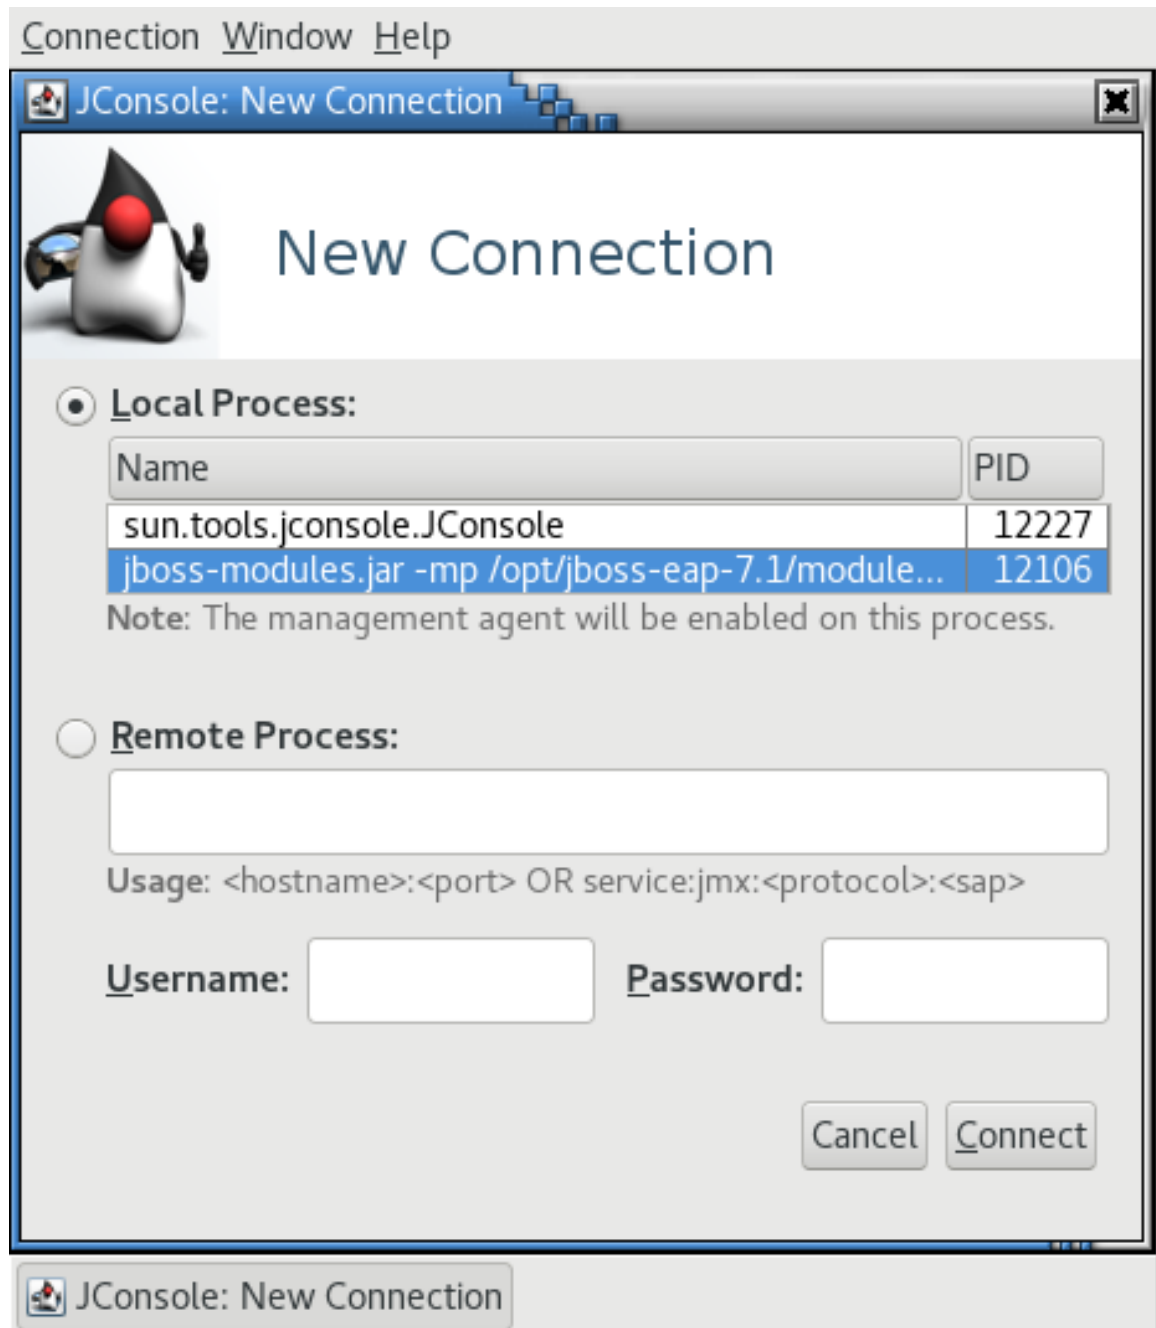 Connection Window Help
JConsole: New Connection
New Connection
Local Process:
Name PID
sun.tools.jconsole.JConsole 12227
jboss-modules.jar -mp /opt/jboss-eap-7.1/module... 12106
Note: The management agent will be enabled on this process.
Remote Process:
Usage: <hostname>:<port> OR service:jmx:<protocol>:<sap>
Username: Password:
Cancel Connect
JConsole: New Connection